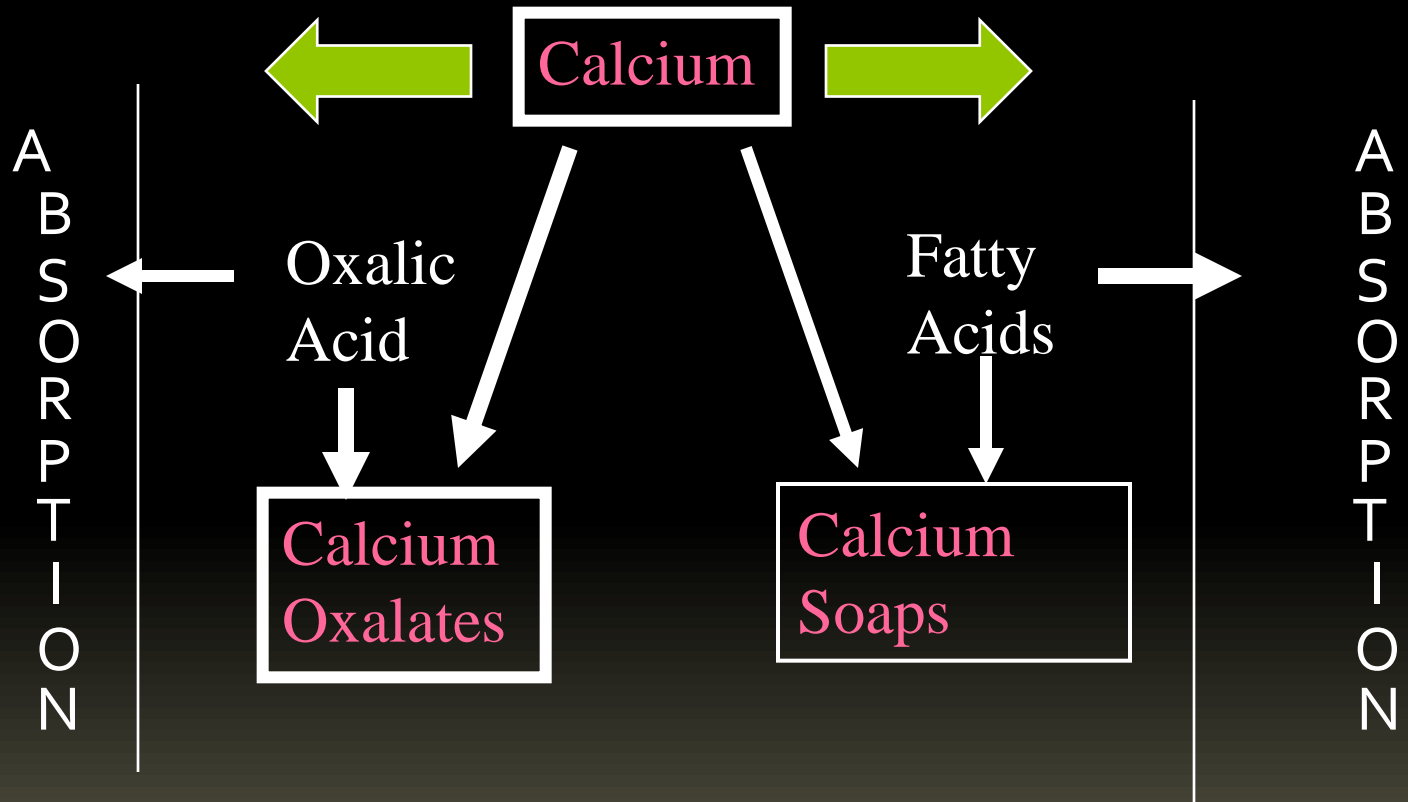 Calcium
A
B
S
O
R
P
T
I
O
N
Oxalic
Acid
Fatty
Acids
Calcium
Oxalates
Calcium
Soaps
A
B
S
O
R
P
T
I
O
N